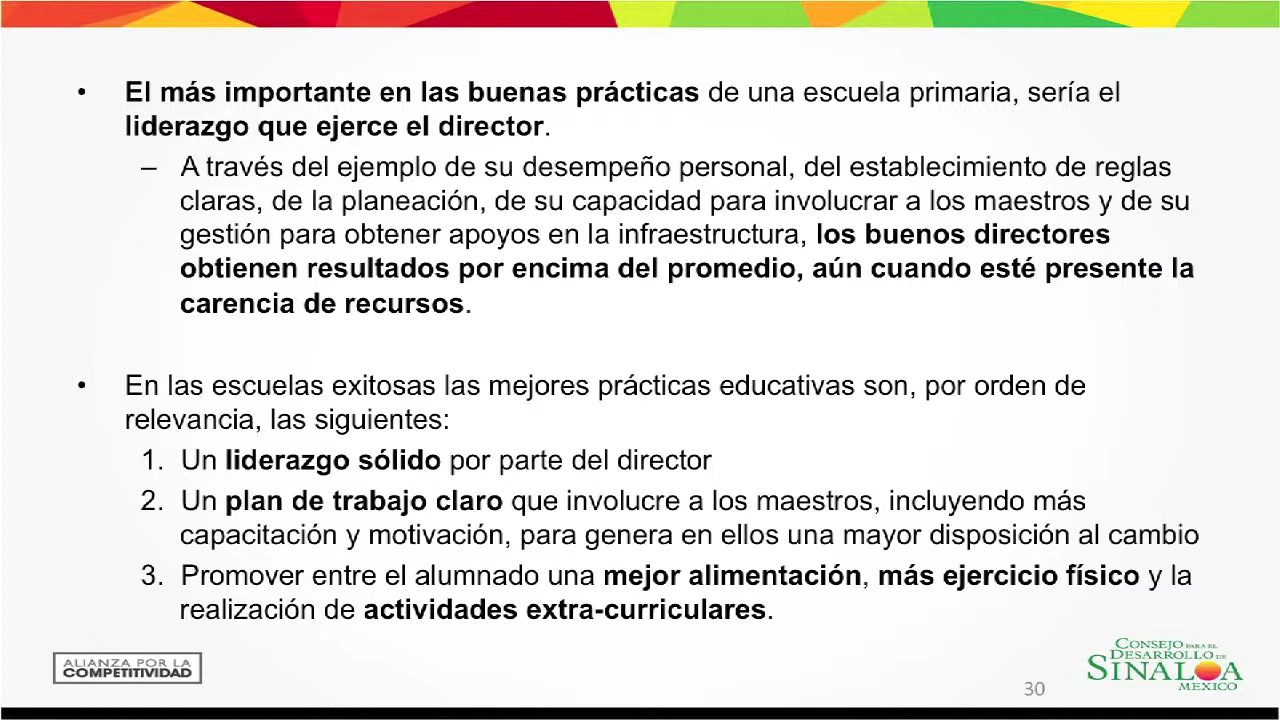 • El más importante en las buenas prácticas de una escuela primaria, sería el
liderazgo que ejerce el director.
– A través del ejemplo de su desempeño personal, del establecimiento de reglas
claras, de la planeación, de su capacidad para involucrar a los maestros y de su
gestión para obtener apoyos en la infraestructura, los buenos directores
obtienen resultados por encima del promedio, aún cuando esté presente la
carencia de recursos.
• En las escuelas exitosas las mejores prácticas educativas son, por orden de
relevancia, las siguientes:
1. Un liderazgo sólido por parte del director
2. Un plan de trabajo claro que involucre a los maestros, incluyendo más
capacitación y motivación, para genera en ellos una mayor disposición al cambio
3. Promover entre el alumnado una mejor alimentación, más ejercicio físico y la
realización de actividades extra-curriculares.
ALIANZA POR LA
COMPETITIVIDAD
30
CONSEJO PARA EL
DESARROLLO DE
SINALOA
MEXICO